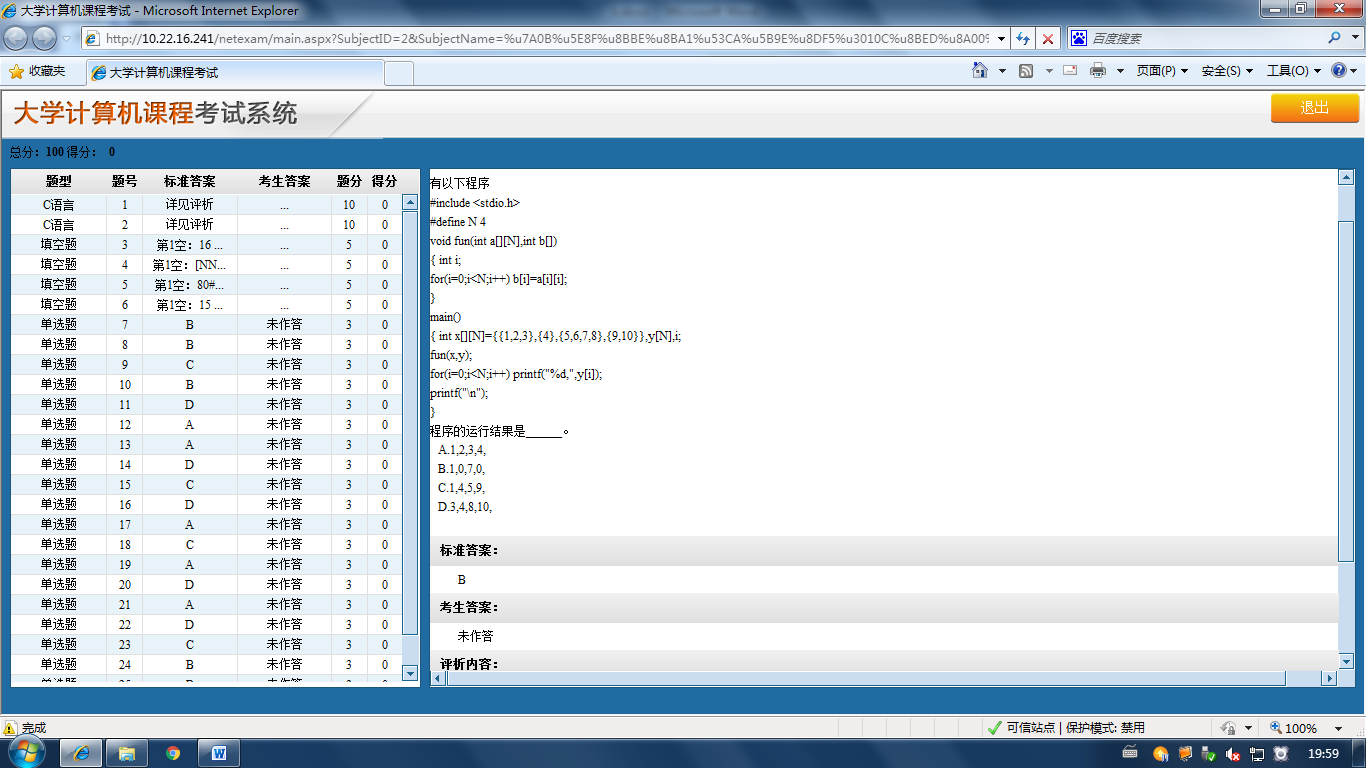 大学计算机课程考试 - Microsoft Internet Explorer
http://10.22.16.241/netexam/main.aspx?SubjectID=2&SubjectName=%u7A0B%u5E8F%u8BBE%u8BA1%u53CA%u5B9E%u8DF5%u3010C%u8BED%u8A00%
百度搜索
收藏夹
大学计算机课程考试
页面(P) 安全(S) 工具(O)
大学计算机课程考试系统
退出
总分: 100 得分: 0
题型 题号 标准答案 考生答案 题分 得分
C语言 1 详见评析 ... 10 0
C语言 2 详见评析 ... 10 0
填空题 3 第1空: 16 ... ... 5 0
填空题 4 第1空: [NN... ... 5 0
填空题 5 第1空: 80#... ... 5 0
填空题 6 第1空: 15 ... ... 5 0
单选题 7 B 未作答 3 0
单选题 8 B 未作答 3 0
单选题 9 C 未作答 3 0
单选题 10 B 未作答 3 0
单选题 11 D 未作答 3 0
单选题 12 A 未作答 3 0
单选题 13 A 未作答 3 0
单选题 14 D 未作答 3 0
单选题 15 C 未作答 3 0
单选题 16 D 未作答 3 0
单选题 17 A 未作答 3 0
单选题 18 C 未作答 3 0
单选题 19 A 未作答 3 0
单选题 20 D 未作答 3 0
单选题 21 A 未作答 3 0
单选题 22 D 未作答 3 0
单选题 23 C 未作答 3 0
单选题 24 B 未作答 3 0
有以下程序
#include <stdio.h>
#define N 4
void fun(int a[][N],int b[])
{ int i;
for(i=0;i<N;i++) b[i]=a[i][i];
}
main()
{ int x[][N]={{1,2,3},{4},{5,6,7,8},{9,10}},y[N],i;
fun(x,y);
for(i=0;i<N;i++) printf("%d,",y[i]);
printf("\n");
}
程序的运行结果是______。
A.1,2,3,4,
B.1,0,7,0,
C.1,4,5,9,
D.3,4,8,10,
标准答案:
B
考生答案:
未作答
评析内容:
完成
可信站点 | 保护模式: 禁用
100%
19:59